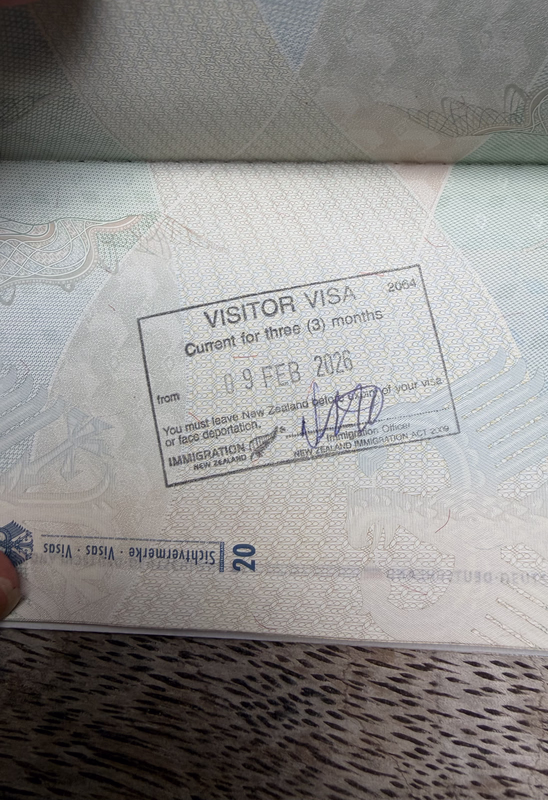 VISITOR VISA 2064
Current for three (3) months
from 09 FEB 2026
You must leave New Zealand before expiry of your visa
or face deportation.
IMMIGRATION
NEW ZEALAND
Immigration Officer
NEW ZEALAND IMMIGRATION ACT 2009
Sichtvermerke · Visas · Visas
20